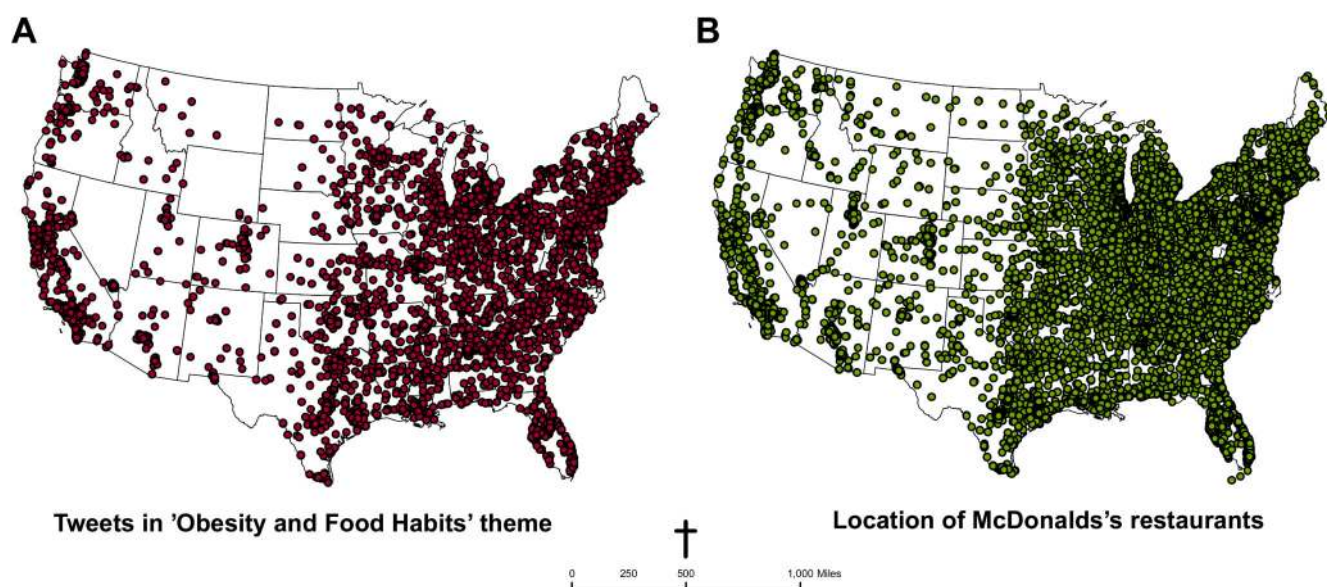 A
B
Tweets in 'Obesity and Food Habits' theme
Location of McDonalds's restaurants
0 250 500 1,000 Miles